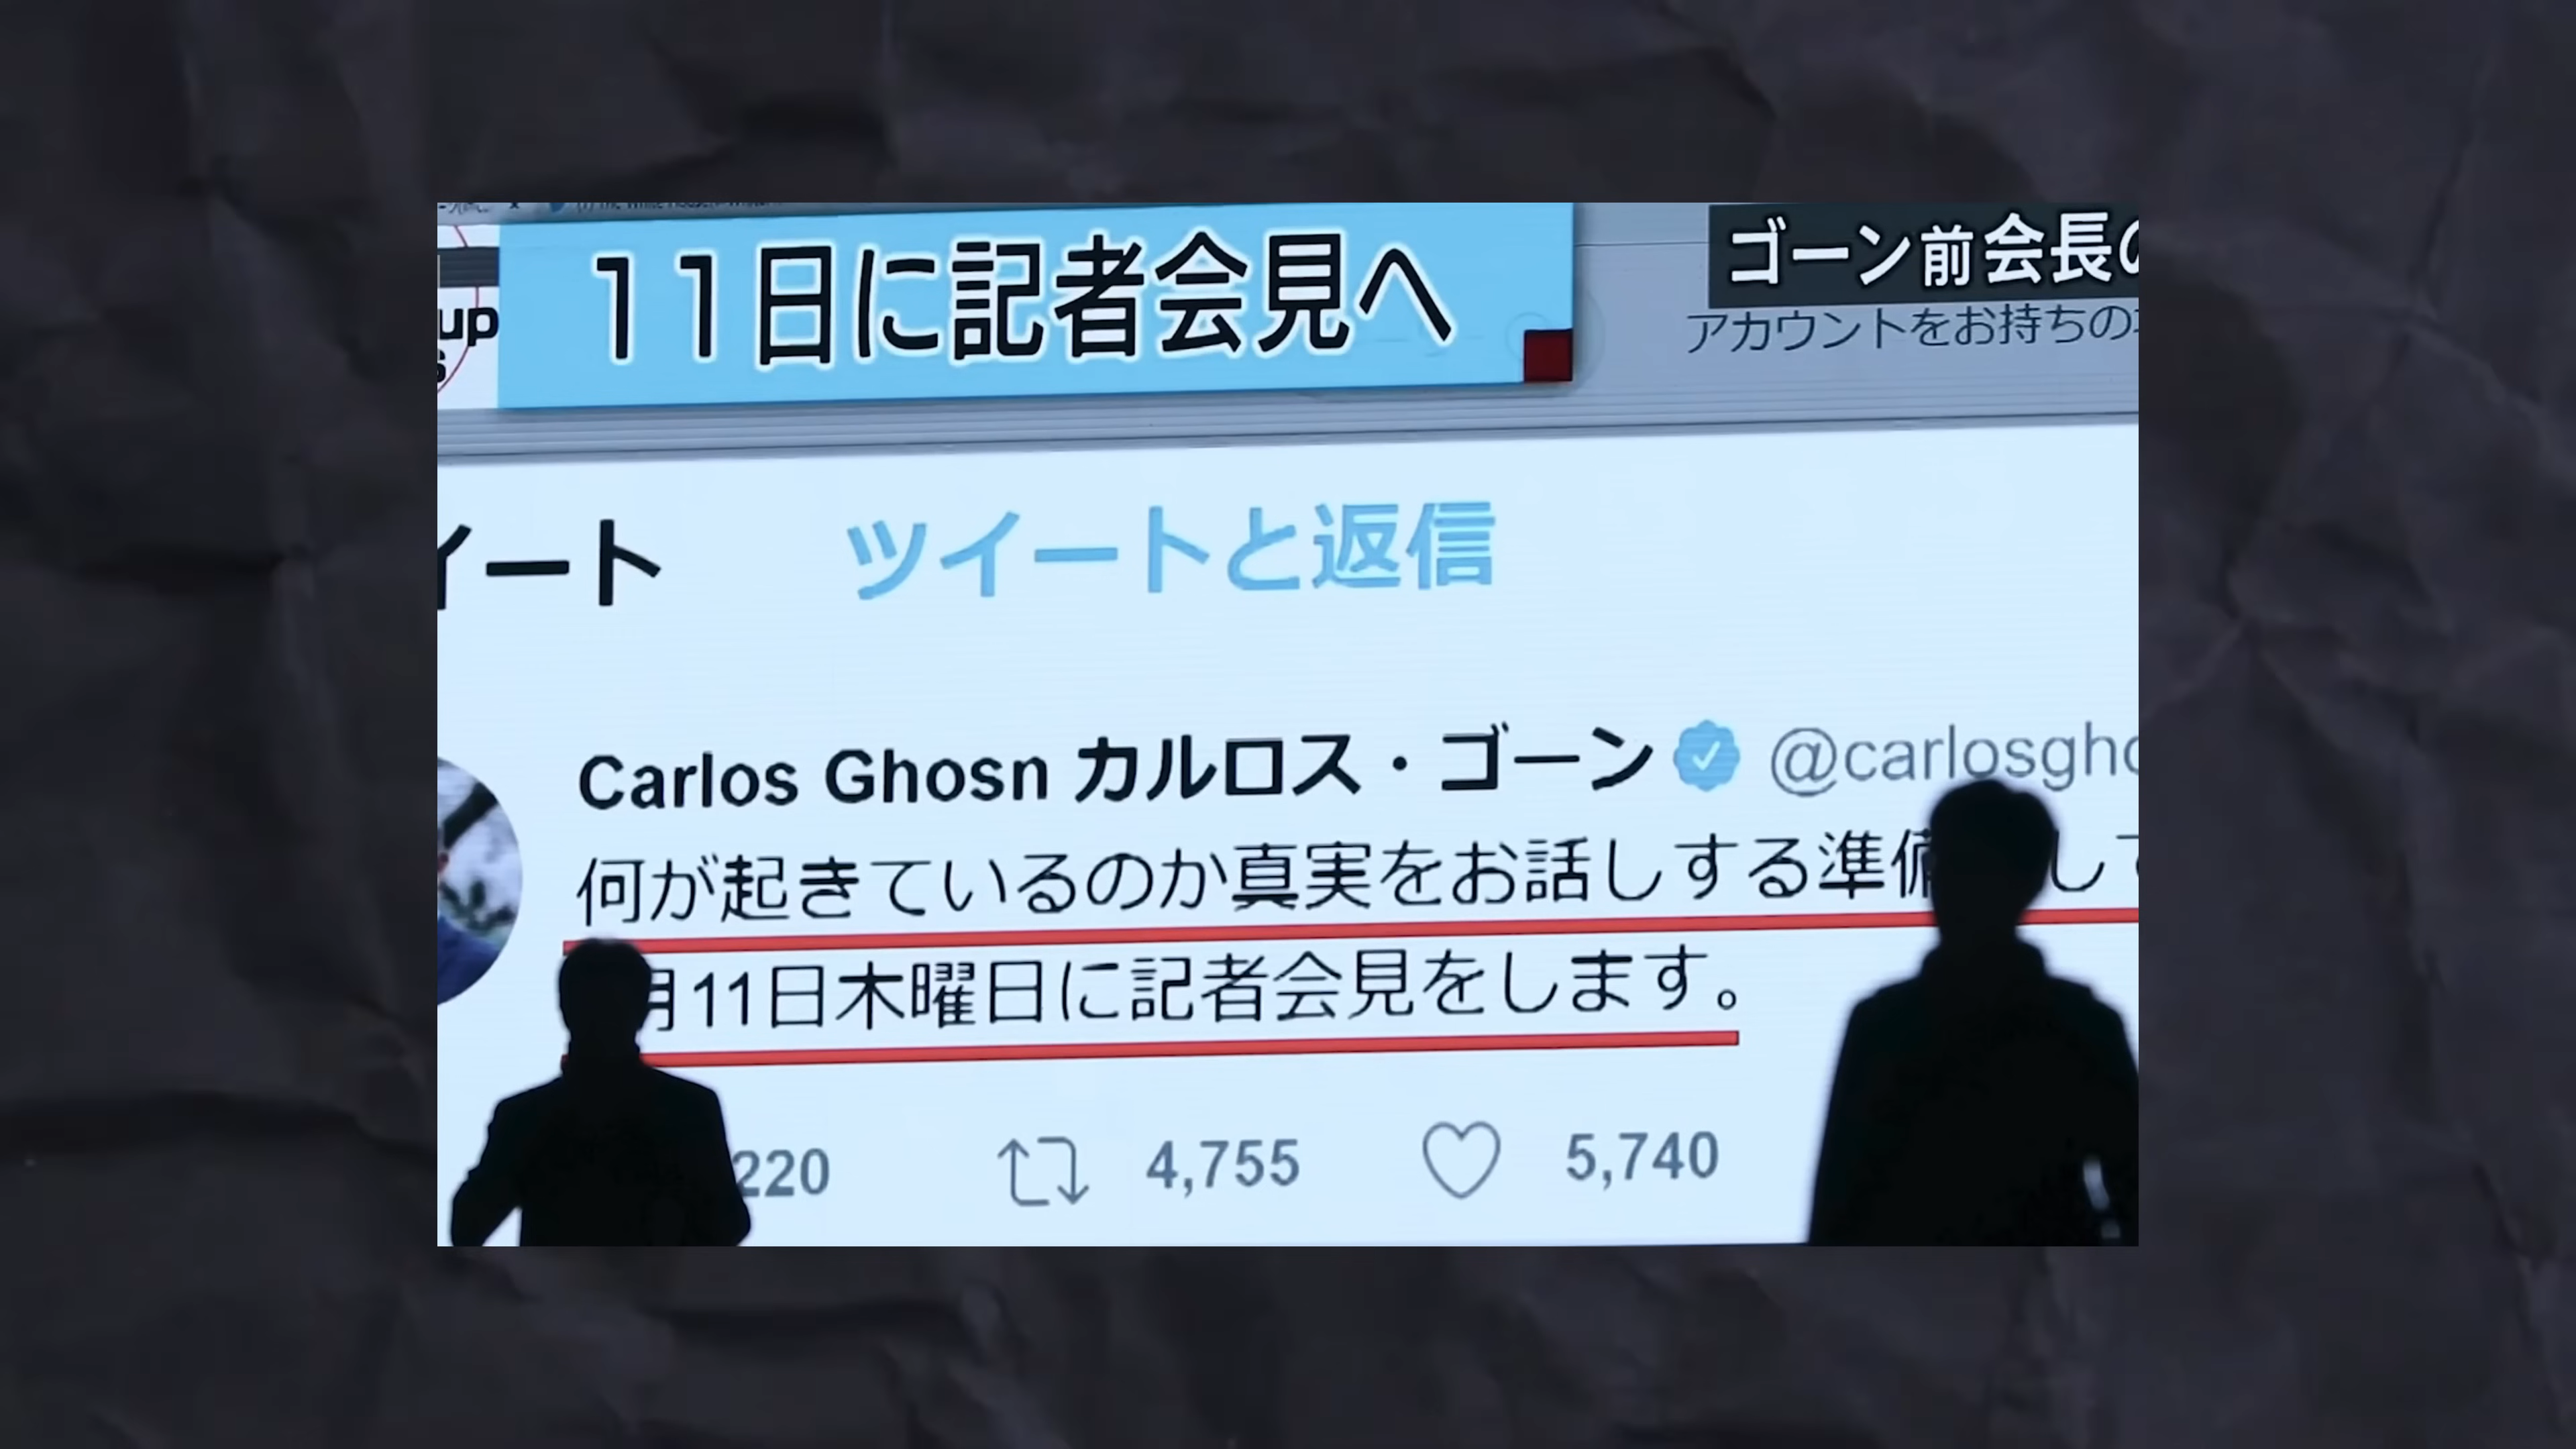 11日に記者会見へ
ゴーン前会長の
up
アカウントをお持ちの
イート
ツイートと返信
Carlos Ghosn カルロス・ゴーン @carlosgho
何が起きているのか真実をお話しする準備 して
月11日木曜日に記者会見をします。
220 4,755 5,740